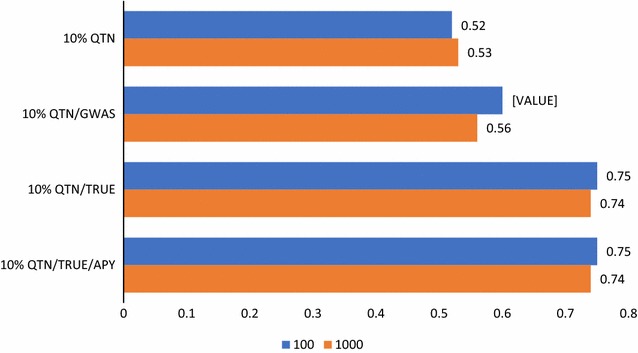 10% QTN
0.52
0.53
10% QTN/GWAS
[VALUE]
0.56
10% QTN/TRUE
0.75
0.74
10% QTN/TRUE/APY
0.75
0.74
0 0.1 0.2 0.3 0.4 0.5 0.6 0.7 0.8
100 1000